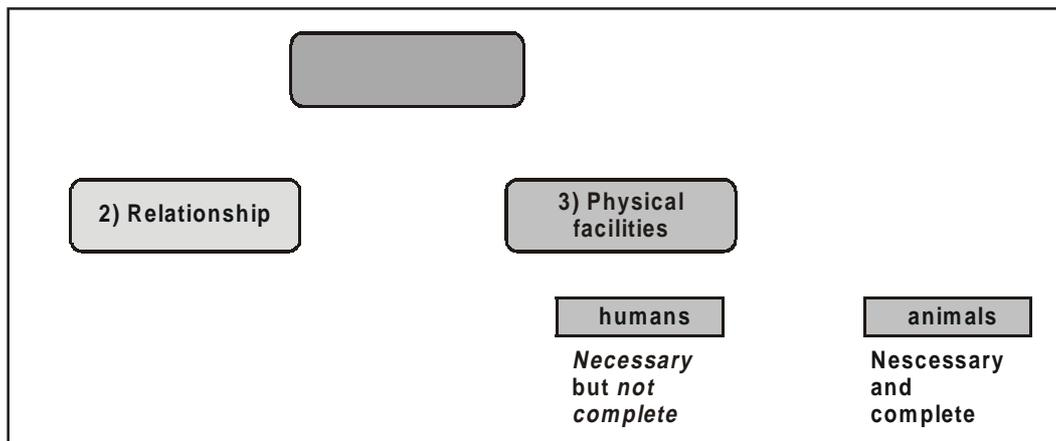 2) Relationship
3) Physical
facilities
humans
animals
Necessary
but not
complete
Nescessary
and
complete